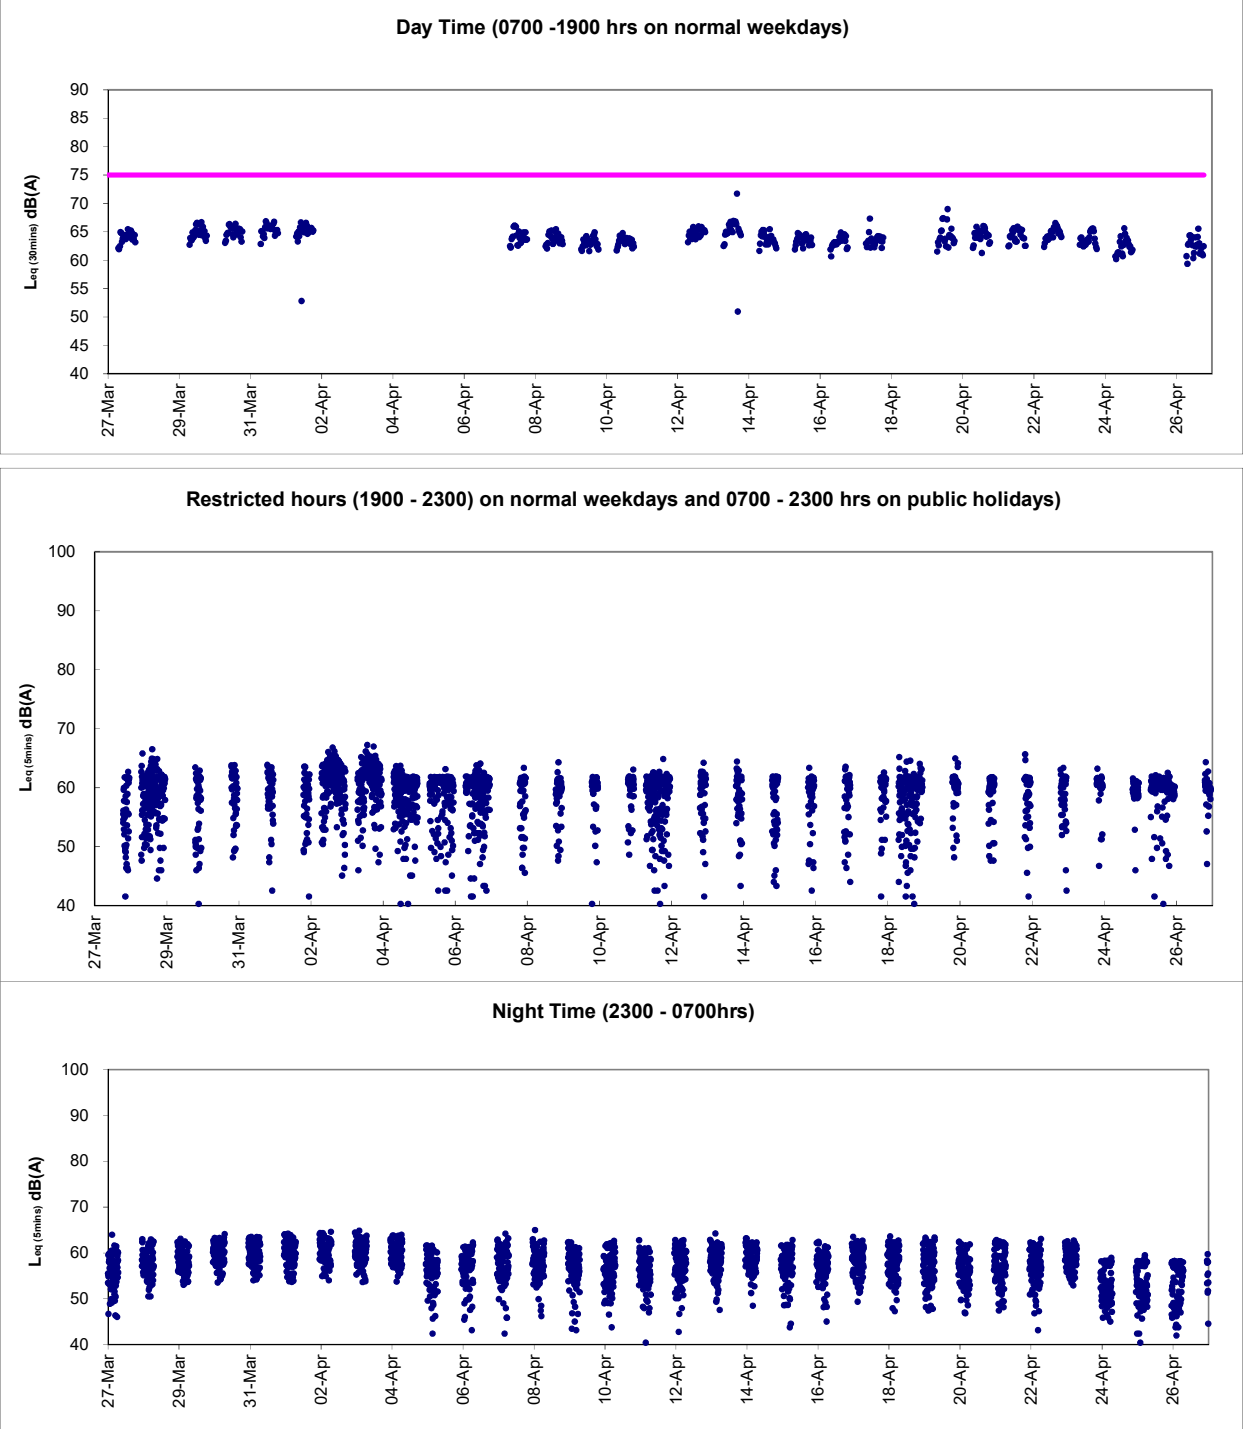 Day Time (0700 -1900 hrs on normal weekdays)
90
85
80
75
70
65
60
55
50
45
40
Leq (30mins) dB(A)
27-Mar
29-Mar
31-Mar
02-Apr
04-Apr
06-Apr
08-Apr
10-Apr
12-Apr
14-Apr
16-Apr
18-Apr
20-Apr
22-Apr
24-Apr
26-Apr
Restricted hours (1900 - 2300) on normal weekdays and 0700 - 2300 hrs on public holidays)
100
90
80
70
60
50
40
Leq (5mins) dB(A)
27-Mar
29-Mar
31-Mar
02-Apr
04-Apr
06-Apr
08-Apr
10-Apr
12-Apr
14-Apr
16-Apr
18-Apr
20-Apr
22-Apr
24-Apr
26-Apr
Night Time (2300 - 0700hrs)
100
90
80
70
60
50
40
Leq (5mins) dB(A)
27-Mar
29-Mar
31-Mar
02-Apr
04-Apr
06-Apr
08-Apr
10-Apr
12-Apr
14-Apr
16-Apr
18-Apr
20-Apr
22-Apr
24-Apr
26-Apr